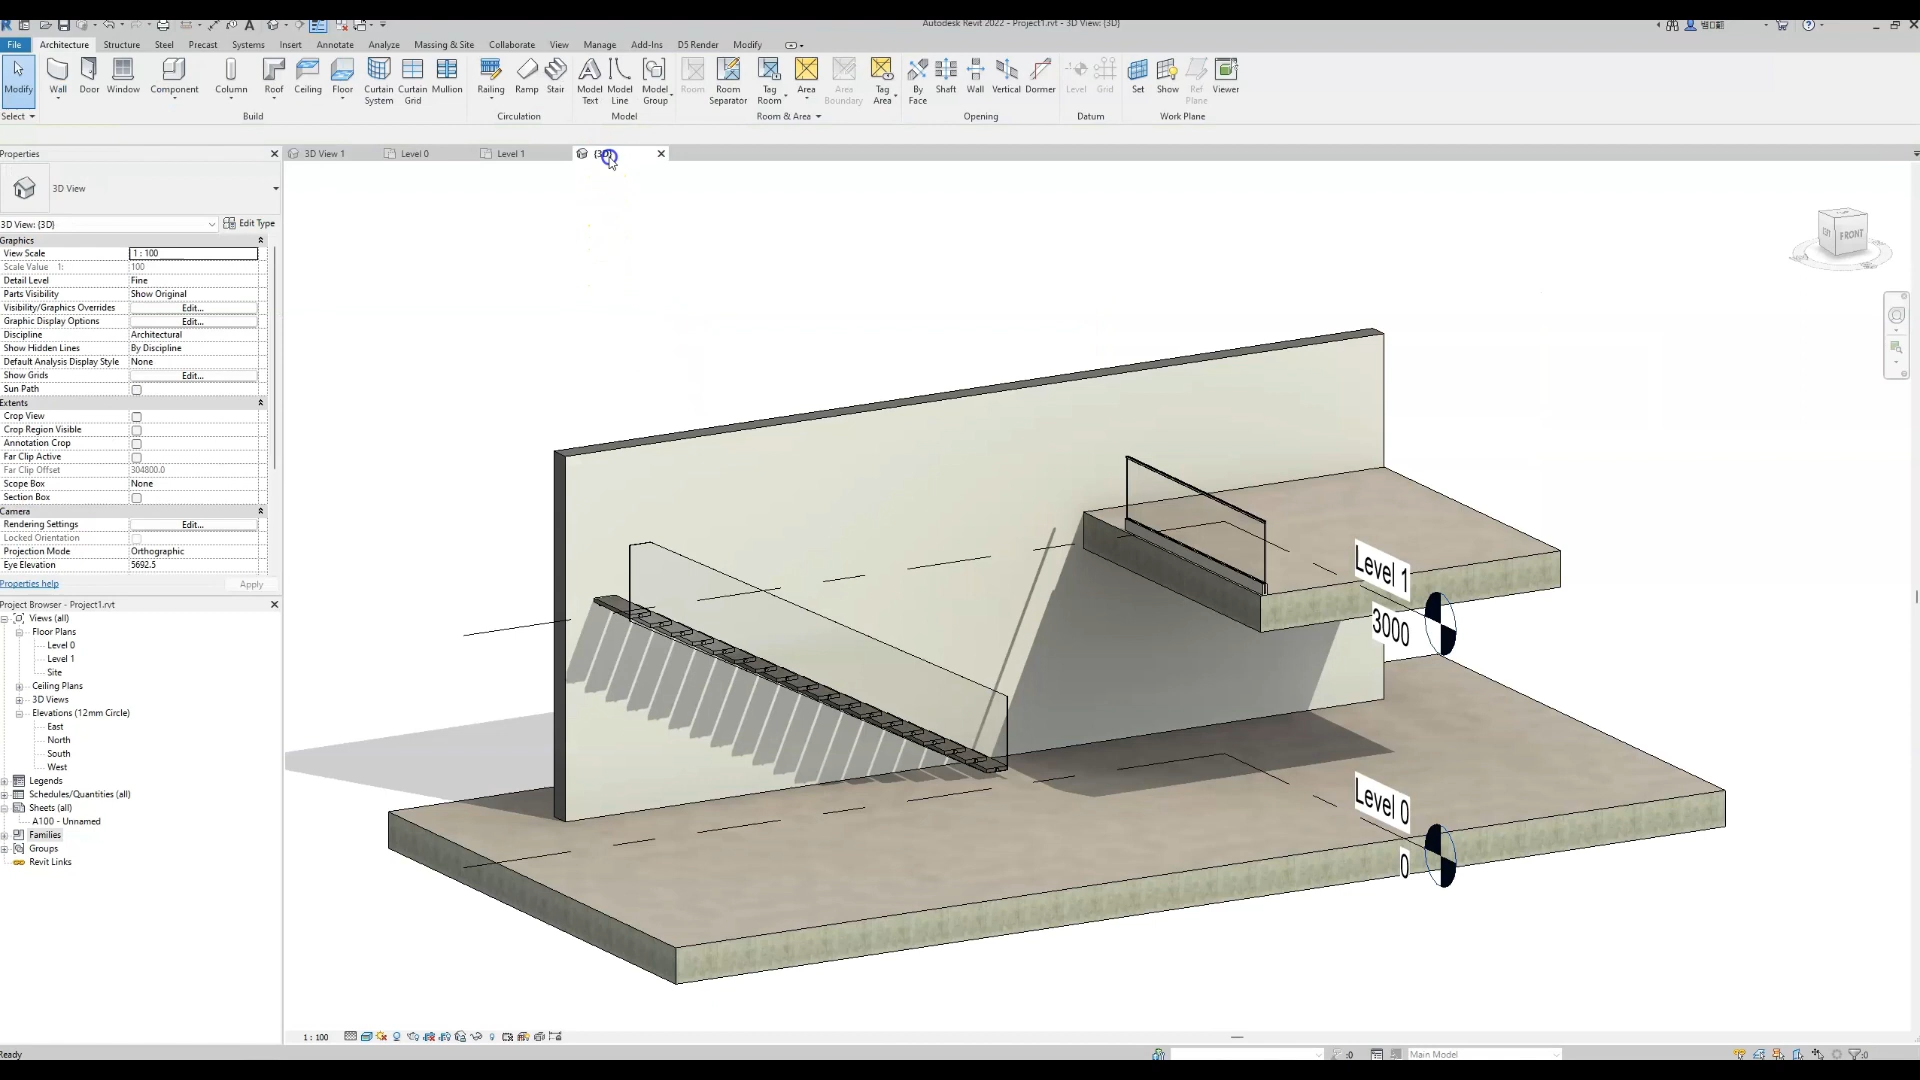 Autodesk Revit 2022 - Project1.rvt - 3D View: {3D}
File Architecture Structure Steel Precast Systems Insert Annotate Analyze Massing & Site Collaborate View Manage Add-Ins D5 Render Modify
Modify Wall Door Window Component Column Roof Ceiling Floor Curtain System Curtain Grid Mullion Railing Ramp Stair Model Text Model Line Model Group Room Room Separator Tag Room Area Area Boundary Tag Area By Face Shaft Wall Vertical Dormer Level Grid Set Show Ref Plane Viewer
Select Build Circulation Model Room & Area Opening Datum Work Plane
Properties
3D View 1 Level 0 Level 1 {3D}
3D View
3D View: {3D} Edit Type
Graphics
View Scale 1 : 100
Scale Value 1: 100
Detail Level Fine
Parts Visibility Show Original
Visibility/Graphics Overrides Edit...
Graphic Display Options Edit...
Discipline Architectural
Show Hidden Lines By Discipline
Default Analysis Display Style None
Show Grids Edit...
Sun Path
Extents
Crop View
Crop Region Visible
Annotation Crop
Far Clip Active
Far Clip Offset 304800.0
Scope Box None
Section Box
Camera
Rendering Settings Edit...
Locked Orientation
Projection Mode Orthographic
Eye Elevation 5692.5
Properties help Apply
Project Browser - Project1.rvt
Views (all)
Floor Plans
Level 0
Level 1
Site
Ceiling Plans
3D Views
Elevations (12mm Circle)
East
North
South
West
Legends
Schedules/Quantities (all)
Sheets (all)
A100 - Unnamed
Families
Groups
Revit Links
FRONT
Level 1
3000
Level 0
0
1 : 100
Ready
:0 Main Model :0